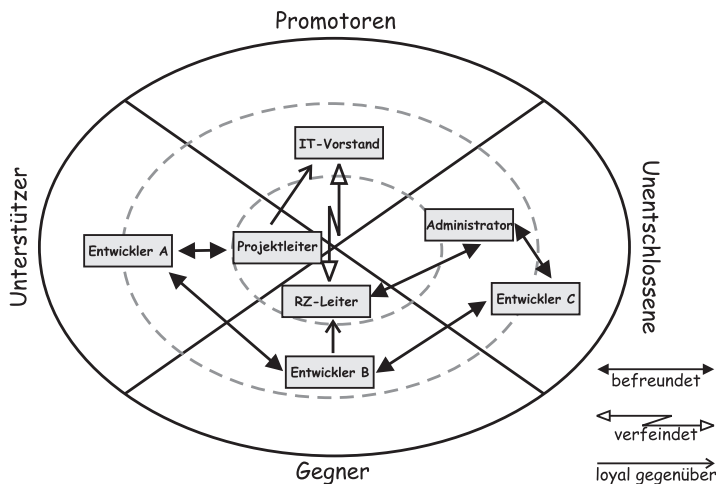 Promotoren
IT-Vorstand
Unterstützer
Unentschlossene
Administrator
Entwickler A
Projektleiter
RZ-Leiter
Entwickler C
Entwickler B
befreundet
verfeindet
Gegner
loyal gegenüber